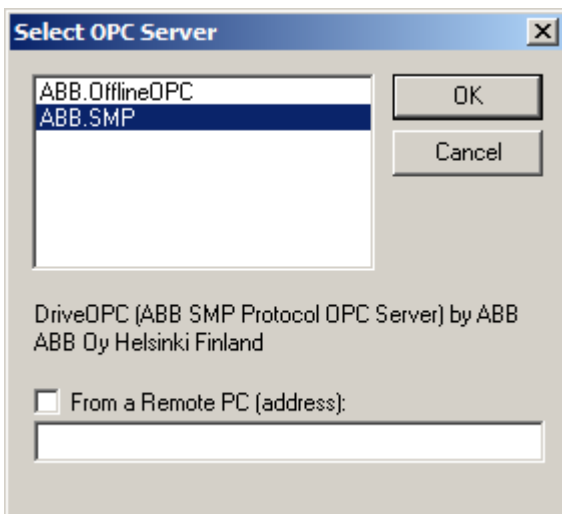 Select OPC Server
ABB.OfflineOPC
ABB.SMP
OK
Cancel
DriveOPC (ABB SMP Protocol OPC Server) by ABB
ABB Oy Helsinki Finland
From a Remote PC (address):